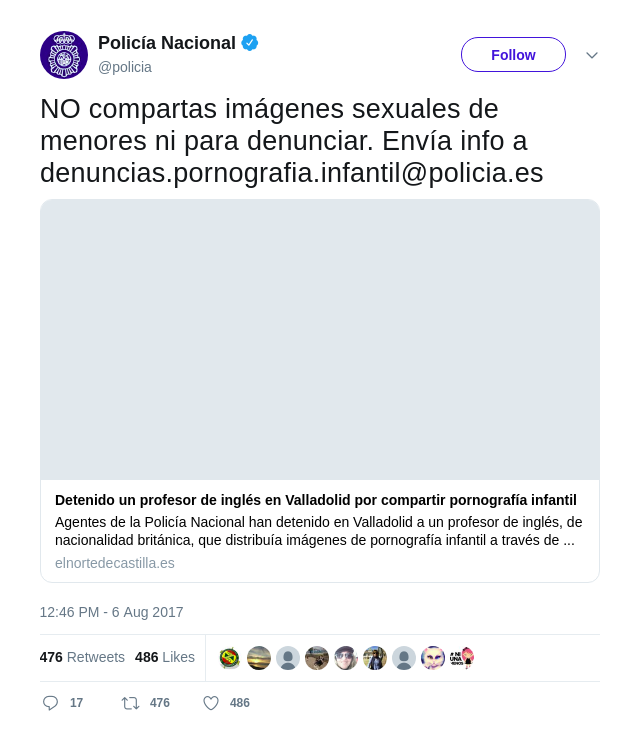 Policía Nacional
@policia
Follow
NO compartas imágenes sexuales de
menores ni para denunciar. Envía info a
denuncias.pornografia.infantil@policia.es
Detenido un profesor de inglés en Valladolid por compartir pornografía infantil
Agentes de la Policía Nacional han detenido en Valladolid a un profesor de inglés, de
nacionalidad británica, que distribuía imágenes de pornografía infantil a través de ...
elnortedecastilla.es
12:46 PM - 6 Aug 2017
476 Retweets 486 Likes
# NI
UNA
17 476 486